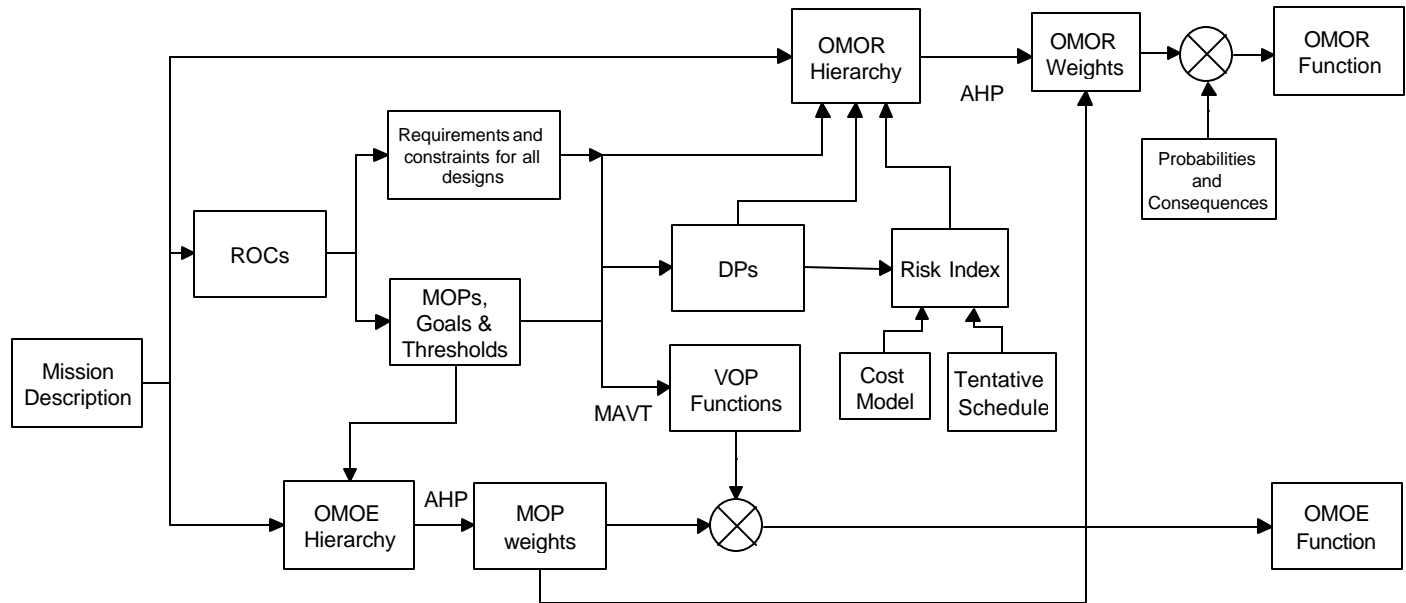 OMOR
Hierarchy
AHP
OMOR
Weights
OMOR
Function
Requirements and
constraints for all
designs
Probabilities
and
Consequences
ROCs
DPs
Risk Index
MOPs,
Goals &
Thresholds
Mission
Description
MAVT
VOP
Functions
Cost
Model
Tentative
Schedule
OMOE
Hierarchy
AHP
MOP
weights
OMOE
Function